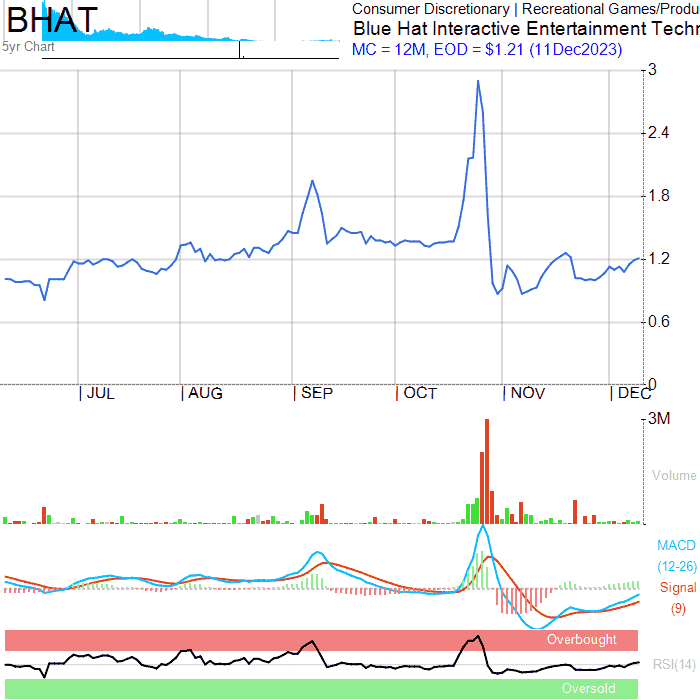 BHAT
Consumer Discretionary | Recreational Games/Produ
Blue Hat Interactive Entertainment Techn
5yr Chart
MC = 12M, EOD = $1.21 (11Dec2023)
3
2.4
1.8
1.2
0.6
0
| JUL | AUG | SEP | OCT | NOV | DEC
3M
Volume
MACD
(12-26)
Signal
(9)
Overbought
RSI(14)
Oversold